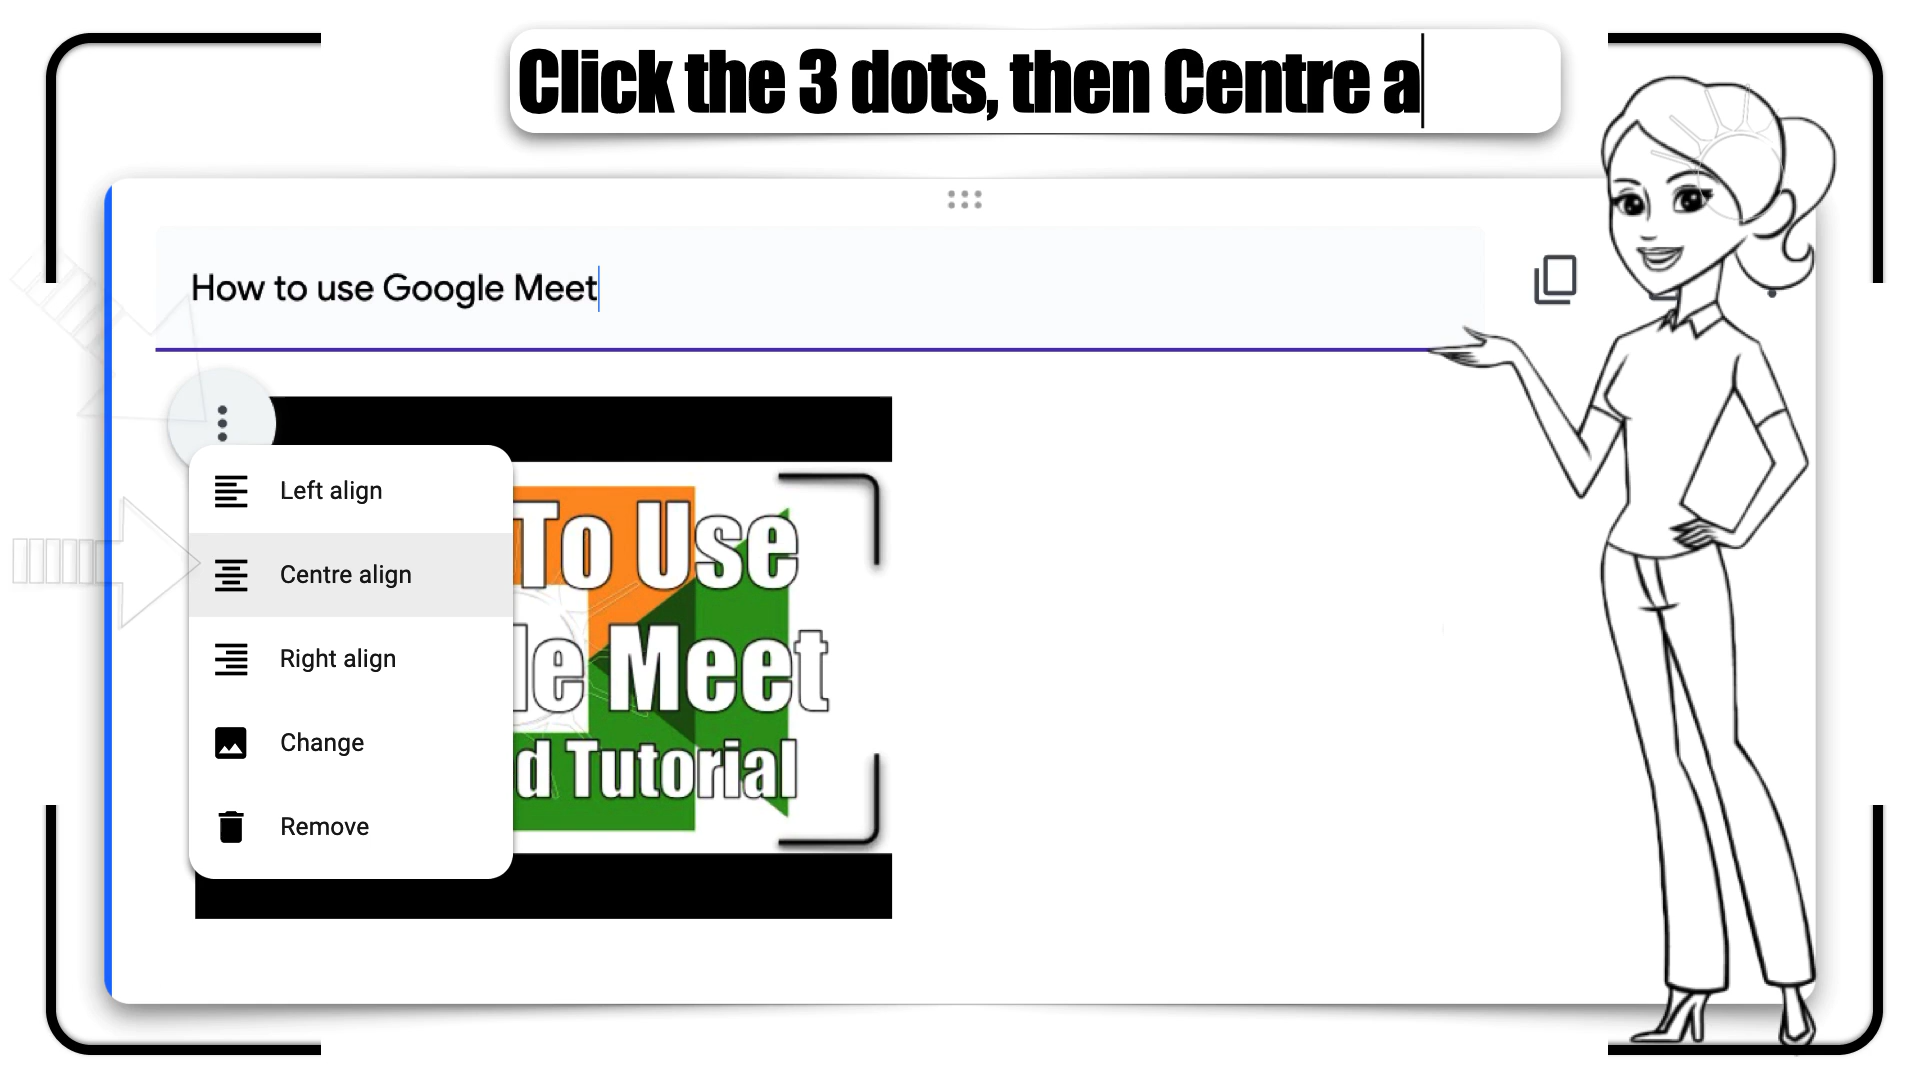 Click the 3 dots, then Centre a
How to use Google Meet
Left align
Centre align
Right align
Change
Remove
To Use
le Meet
d Tutorial